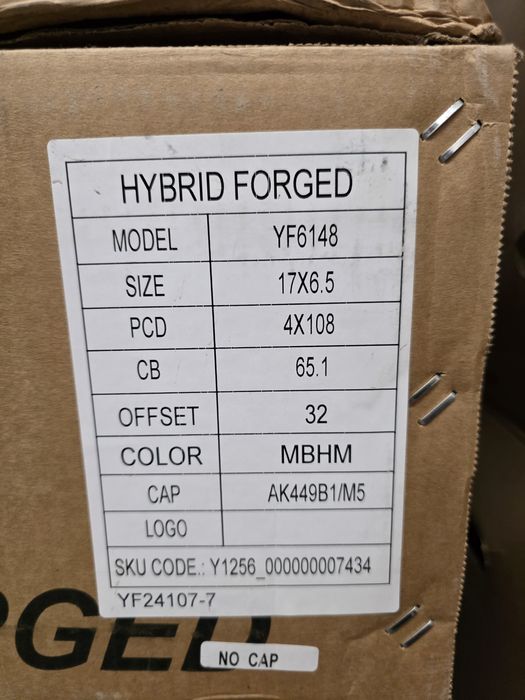 HYBRID FORGED
MODEL YF6148
SIZE 17X6.5
PCD 4X108
CB 65.1
OFFSET 32
COLOR MBHM
CAP AK449B1/M5
LOGO
SKU CODE.: Y1256_000000007434
YF24107-7
RGED
NO CAP